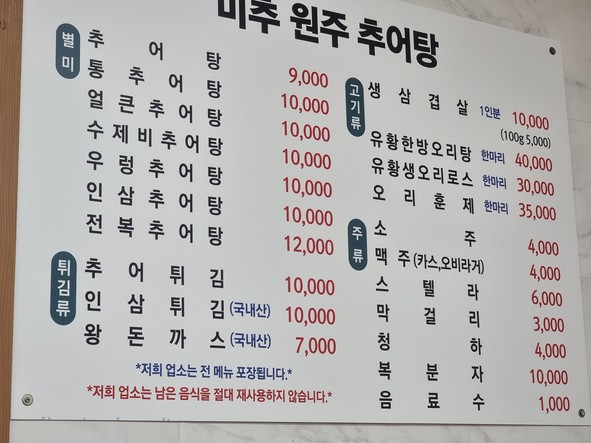 미추 원주 추어탕
별미
추어탕 9,000
통추어탕 10,000
얼큰추어탕 10,000
수제비추어탕 10,000
우렁추어탕 10,000
인삼추어탕 10,000
전복추어탕 12,000
튀김류
추어튀김 10,000
인삼튀김(국내산) 10,000
왕돈까스(국내산) 7,000
*저희 업소는 전 메뉴 포장됩니다.*
*저희 업소는 남은 음식을 절대 재사용하지 않습니다.*
고기류
생삼겹살 1인분 10,000
(100g 5,000)
유황한방오리탕 한마리 40,000
유황생오리로스 한마리 30,000
오리훈제 한마리 35,000
주류
소주 4,000
맥주(카스,오비라거) 4,000
스텔라 6,000
막걸리 3,000
청하 4,000
복분자 10,000
음료수 1,000